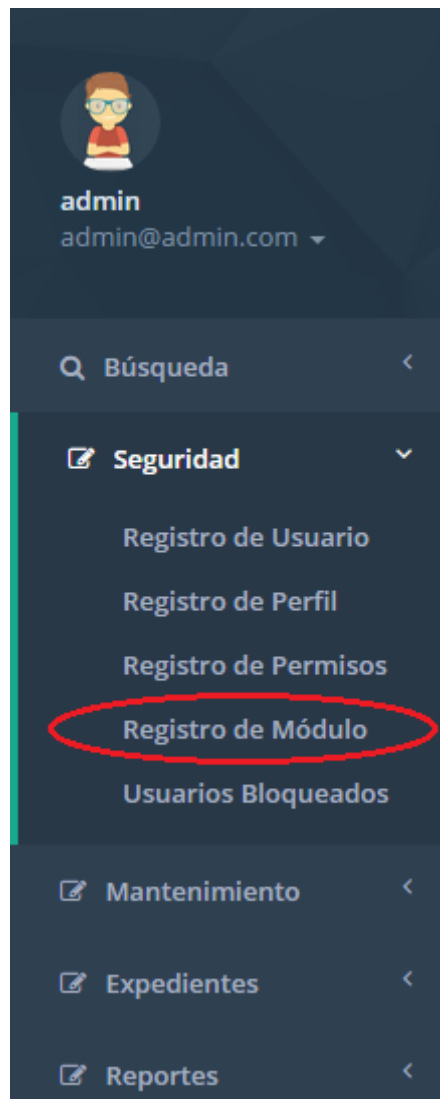 admin
admin@admin.com
Búsqueda
Seguridad
Registro de Usuario
Registro de Perfil
Registro de Permisos
Registro de Módulo
Usuarios Bloqueados
Mantenimiento
Expedientes
Reportes